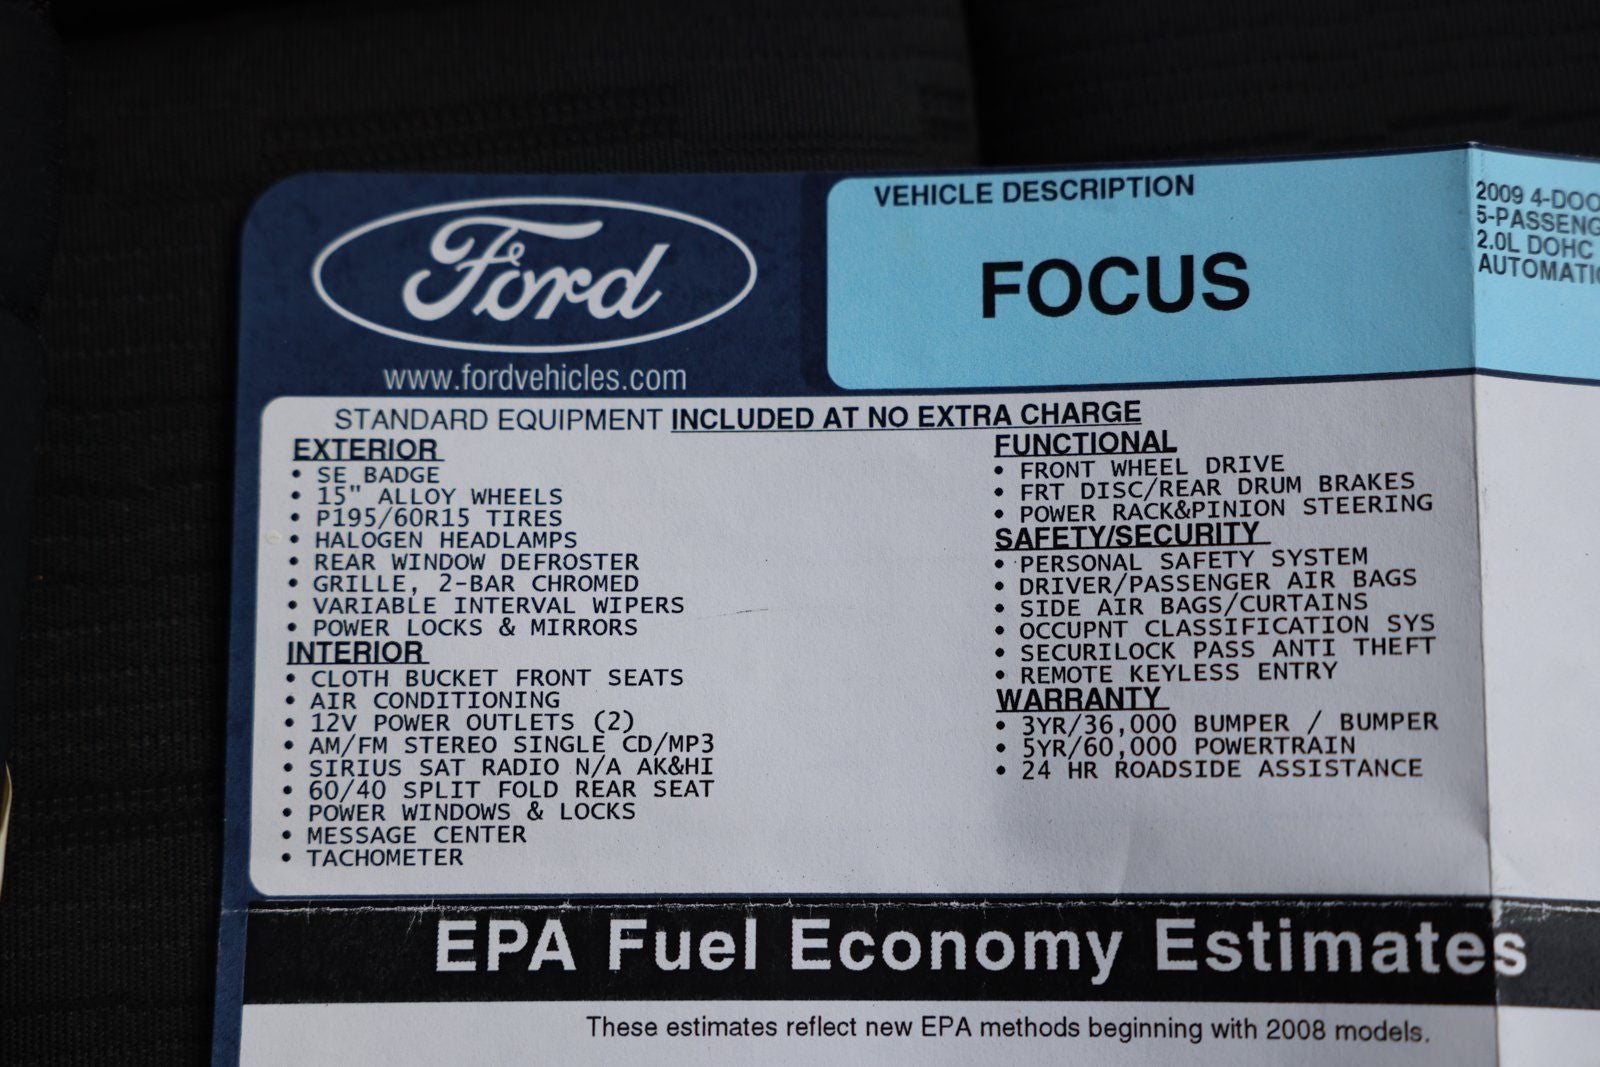 Ford
www.fordvehicles.com
VEHICLE DESCRIPTION
FOCUS
2009
5-PASSENG
2.0L DOHC
AUTOMATI
STANDARD EQUIPMENT INCLUDED AT NO EXTRA CHARGE
EXTERIOR
• SE BADGE
• 15" ALLOY WHEELS
• P195/60R15 TIRES
• HALOGEN HEADLAMPS
• REAR WINDOW DEFROSTER
• GRILLE, 2-BAR CHROMED
• VARIABLE INTERVAL WIPERS
• POWER LOCKS & MIRRORS
INTERIOR
• CLOTH BUCKET FRONT SEATS
• AIR CONDITIONING
• 12V POWER OUTLETS (2)
• AM/FM STEREO SINGLE CD/MP3
• SIRIUS SAT RADIO N/A AK&HI
• 60/40 SPLIT FOLD REAR SEAT
• POWER WINDOWS & LOCKS
• MESSAGE CENTER
• TACHOMETER
FUNCTIONAL
• FRONT WHEEL DRIVE
• FRT DISC/REAR DRUM BRAKES
• POWER RACK&PINION STEERING
SAFETY/SECURITY
• PERSONAL SAFETY SYSTEM
• DRIVER/PASSENGER AIR BAGS
• SIDE AIR BAGS/CURTAINS
• OCCUPNT CLASSIFICATION SYS
• SECURILOCK PASS ANTI THEFT
• REMOTE KEYLESS ENTRY
WARRANTY
• 3YR/36,000 BUMPER / BUMPER
• 5YR/60,000 POWERTRAIN
• 24 HR ROADSIDE ASSISTANCE
EPA Fuel Economy Estimates
These estimates reflect new EPA methods beginning with 2008 models.